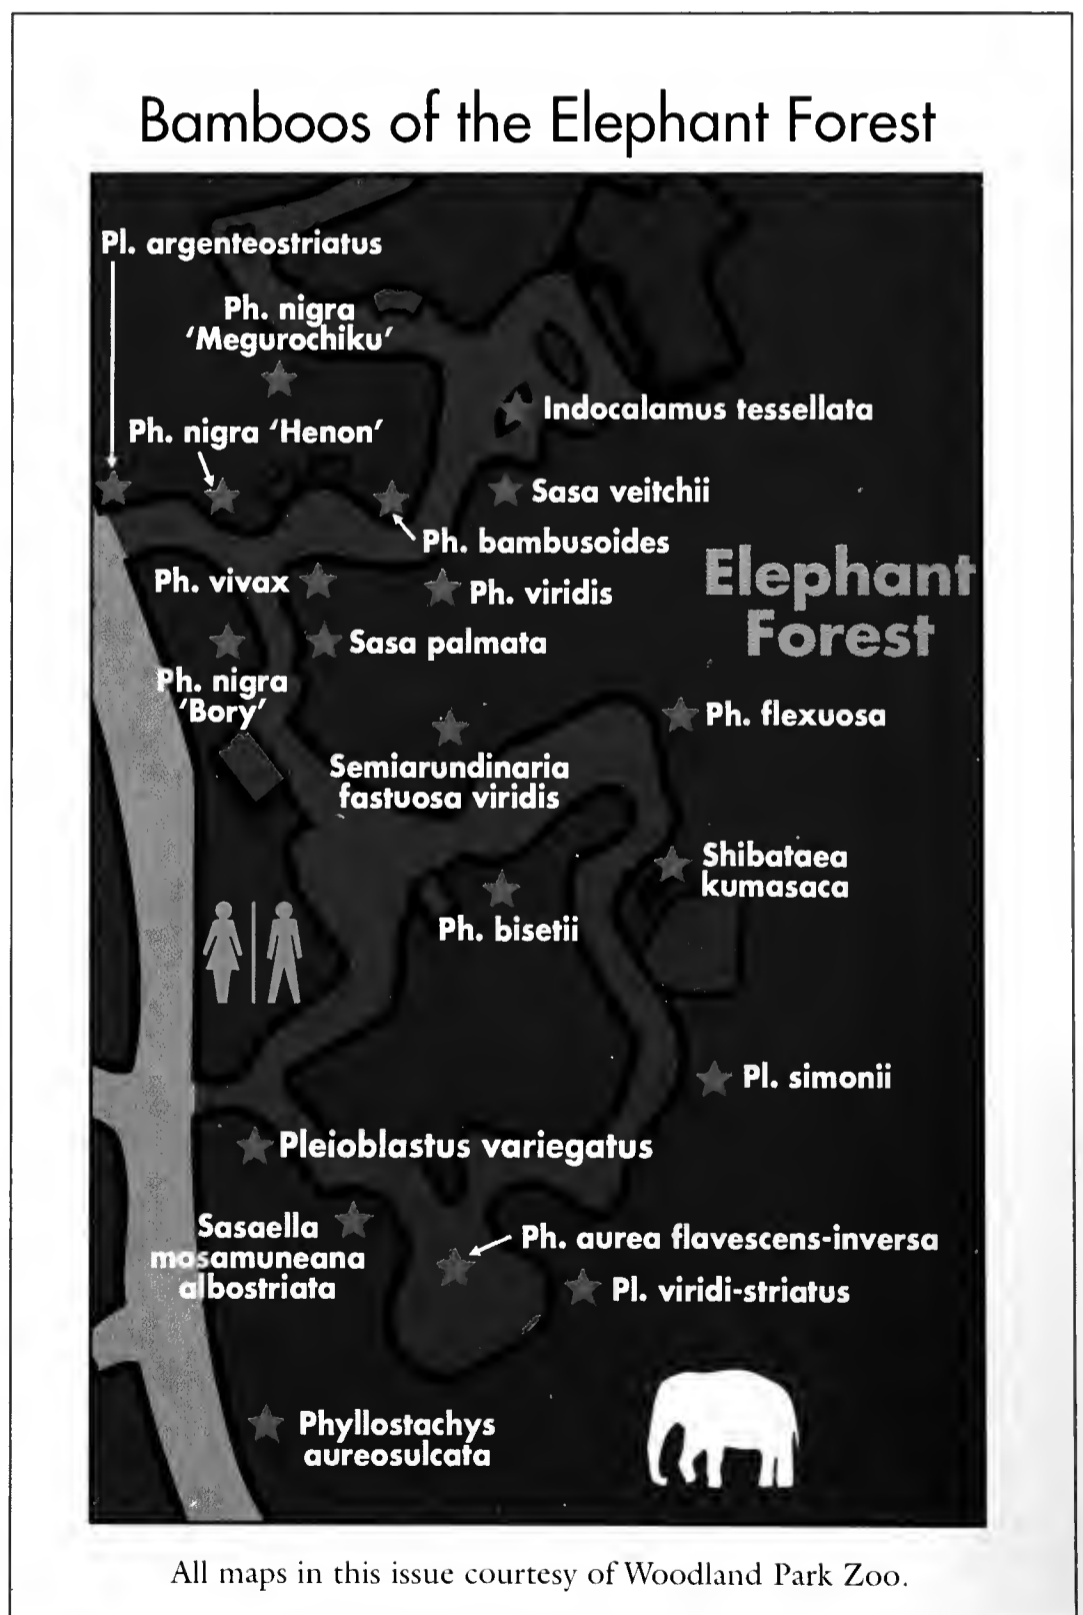 Bamboos of the Elephant Forest
Pl. argenteostriatus
Ph. nigra
'Megurochiku'
Indocalamus tessellata
Ph. nigra 'Henon'
Sasa veitchii
Ph. bambusoides
Elephant
Forest
Ph. vivax
Ph. viridis
Sasa palmata
Ph. nigra
'Bory'
Ph. flexuosa
Semiarundinaria
fastuosa viridis
Shibataea
kumasaca
Ph. bisetii
Pl. simonii
Pleioblastus variegatus
Sasaella
masamuneana
albostriata
Ph. aurea flavescens-inversa
Pl. viridi-striatus
Phyllostachys
aureosulcata
All maps in this issue courtesy of Woodland Park Zoo.